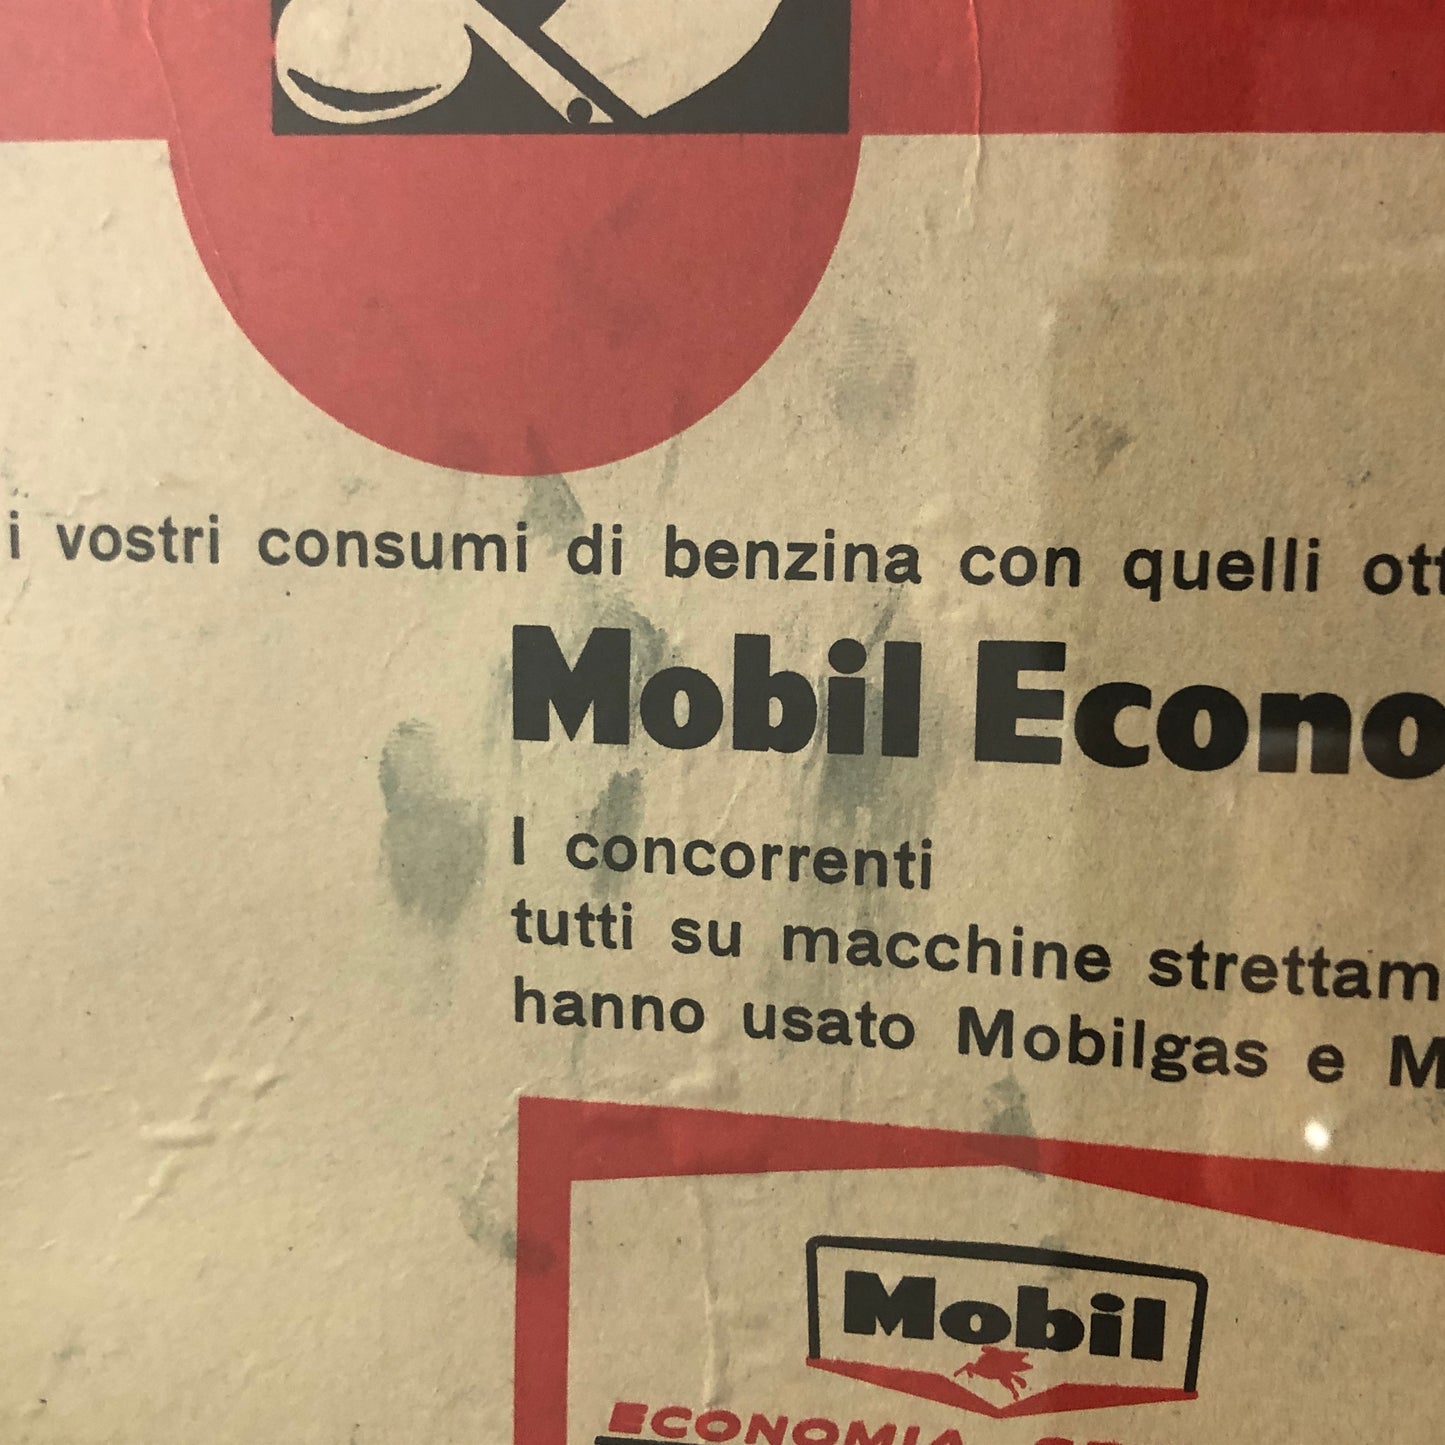 i vostri consumi di benzina con quelli ott
Mobil Econo
I concorrenti
tutti su macchine strettam
hanno usato Mobilgas e M
Mobil
ECONOMIA